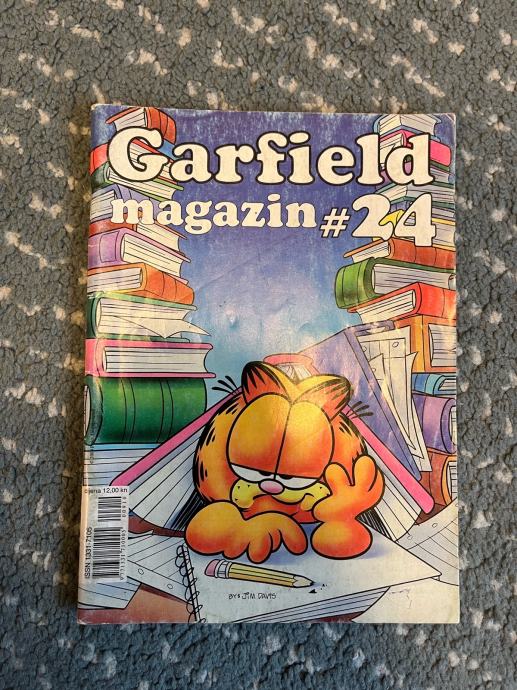 Garfield
magazin #24
cijena 12,00 kn
ISSN 1331-7105
BY: JIM DAVIS